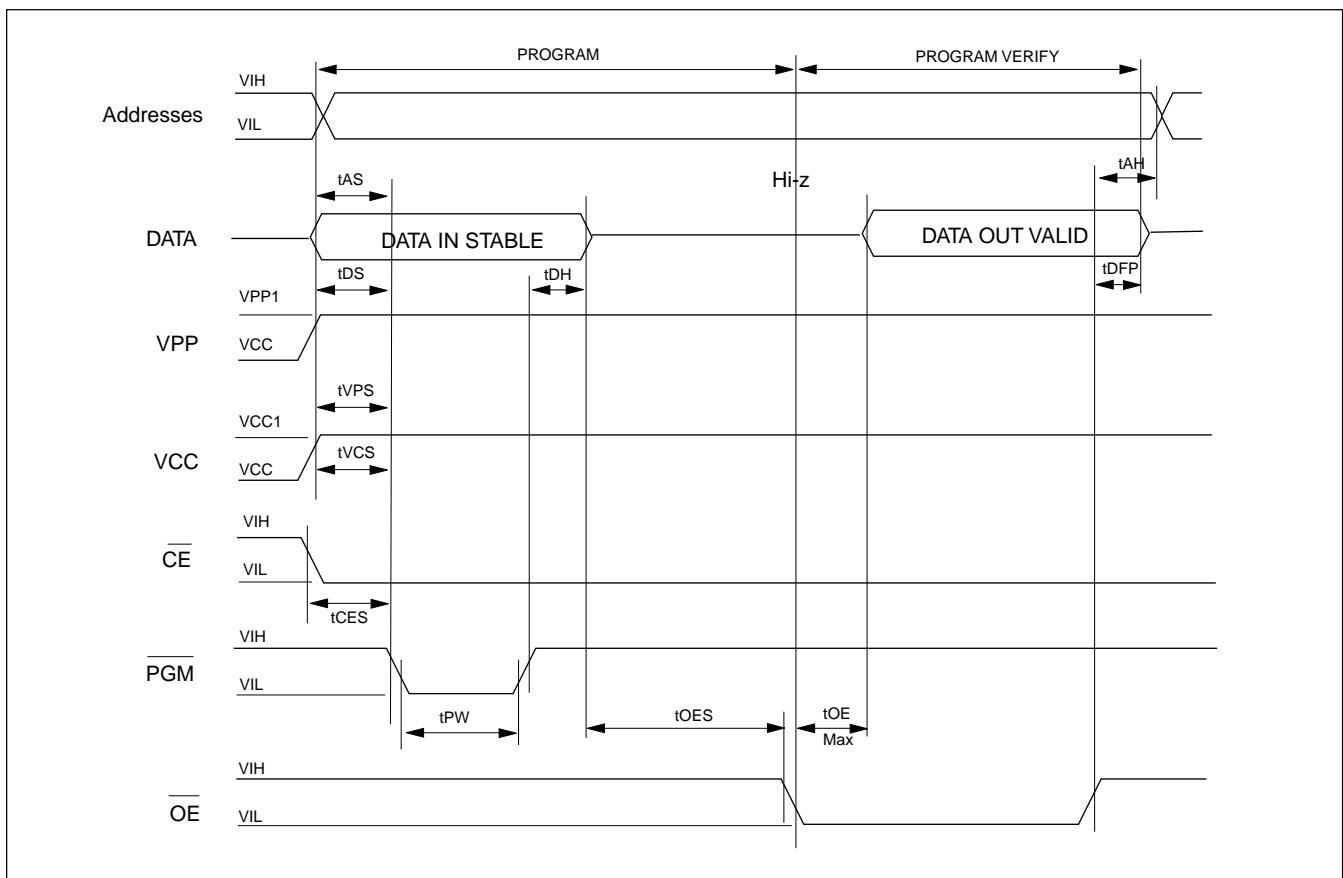 PROGRAM
PROGRAM VERIFY
VIH
Addresses
VIL
tAS
Hi-z
tAH
DATA
DATA IN STABLE
DATA OUT VALID
tDS
tDH
tDFP
VPP1
VPP
VCC
tVPS
VCC1
VCC
VCC
tVCS
VIH
CE
VIL
tCES
VIH
PGM
VIL
tPW
tOES
tOE
Max
VIH
OE
VIL